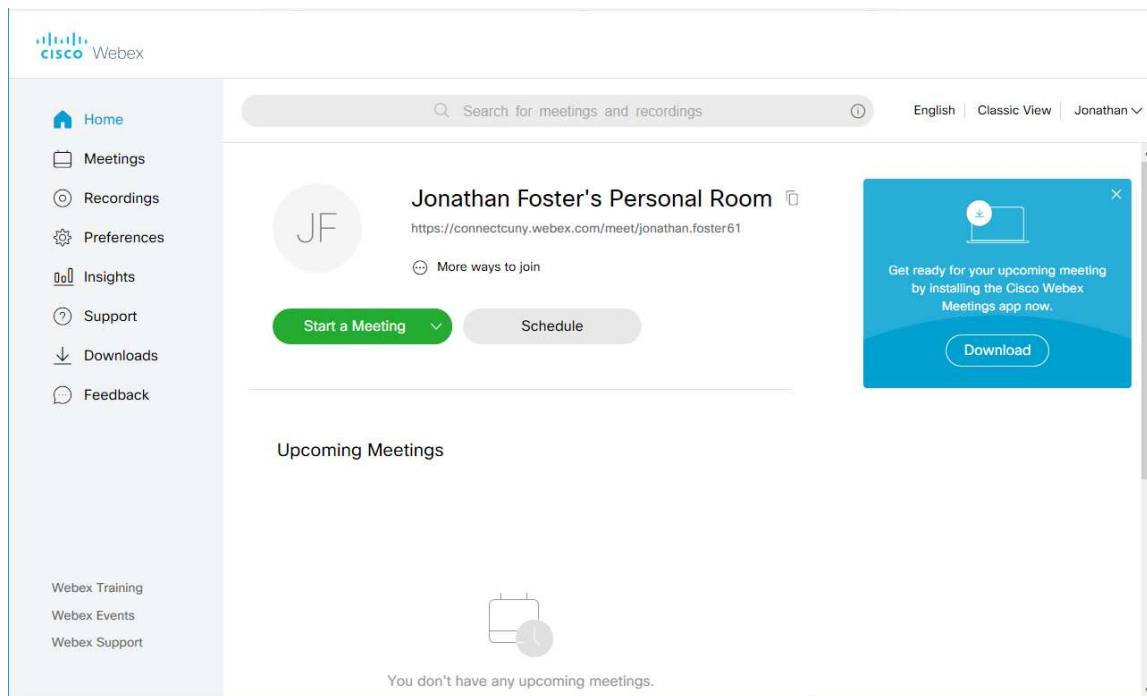 CISCO Webex
Home
Meetings
Recordings
Preferences
Insights
Support
Downloads
Feedback
Webex Training
Webex Events
Webex Support
Search for meetings and recordings
English
Classic View
Jonathan
JF
Jonathan Foster's Personal Room
https://connectcuny.webex.com/meet/jonathan.foster61
More ways to join
Start a Meeting
Schedule
Get ready for your upcoming meeting
by installing the Cisco Webex
Meetings app now.
Download
Upcoming Meetings
You don't have any upcoming meetings.